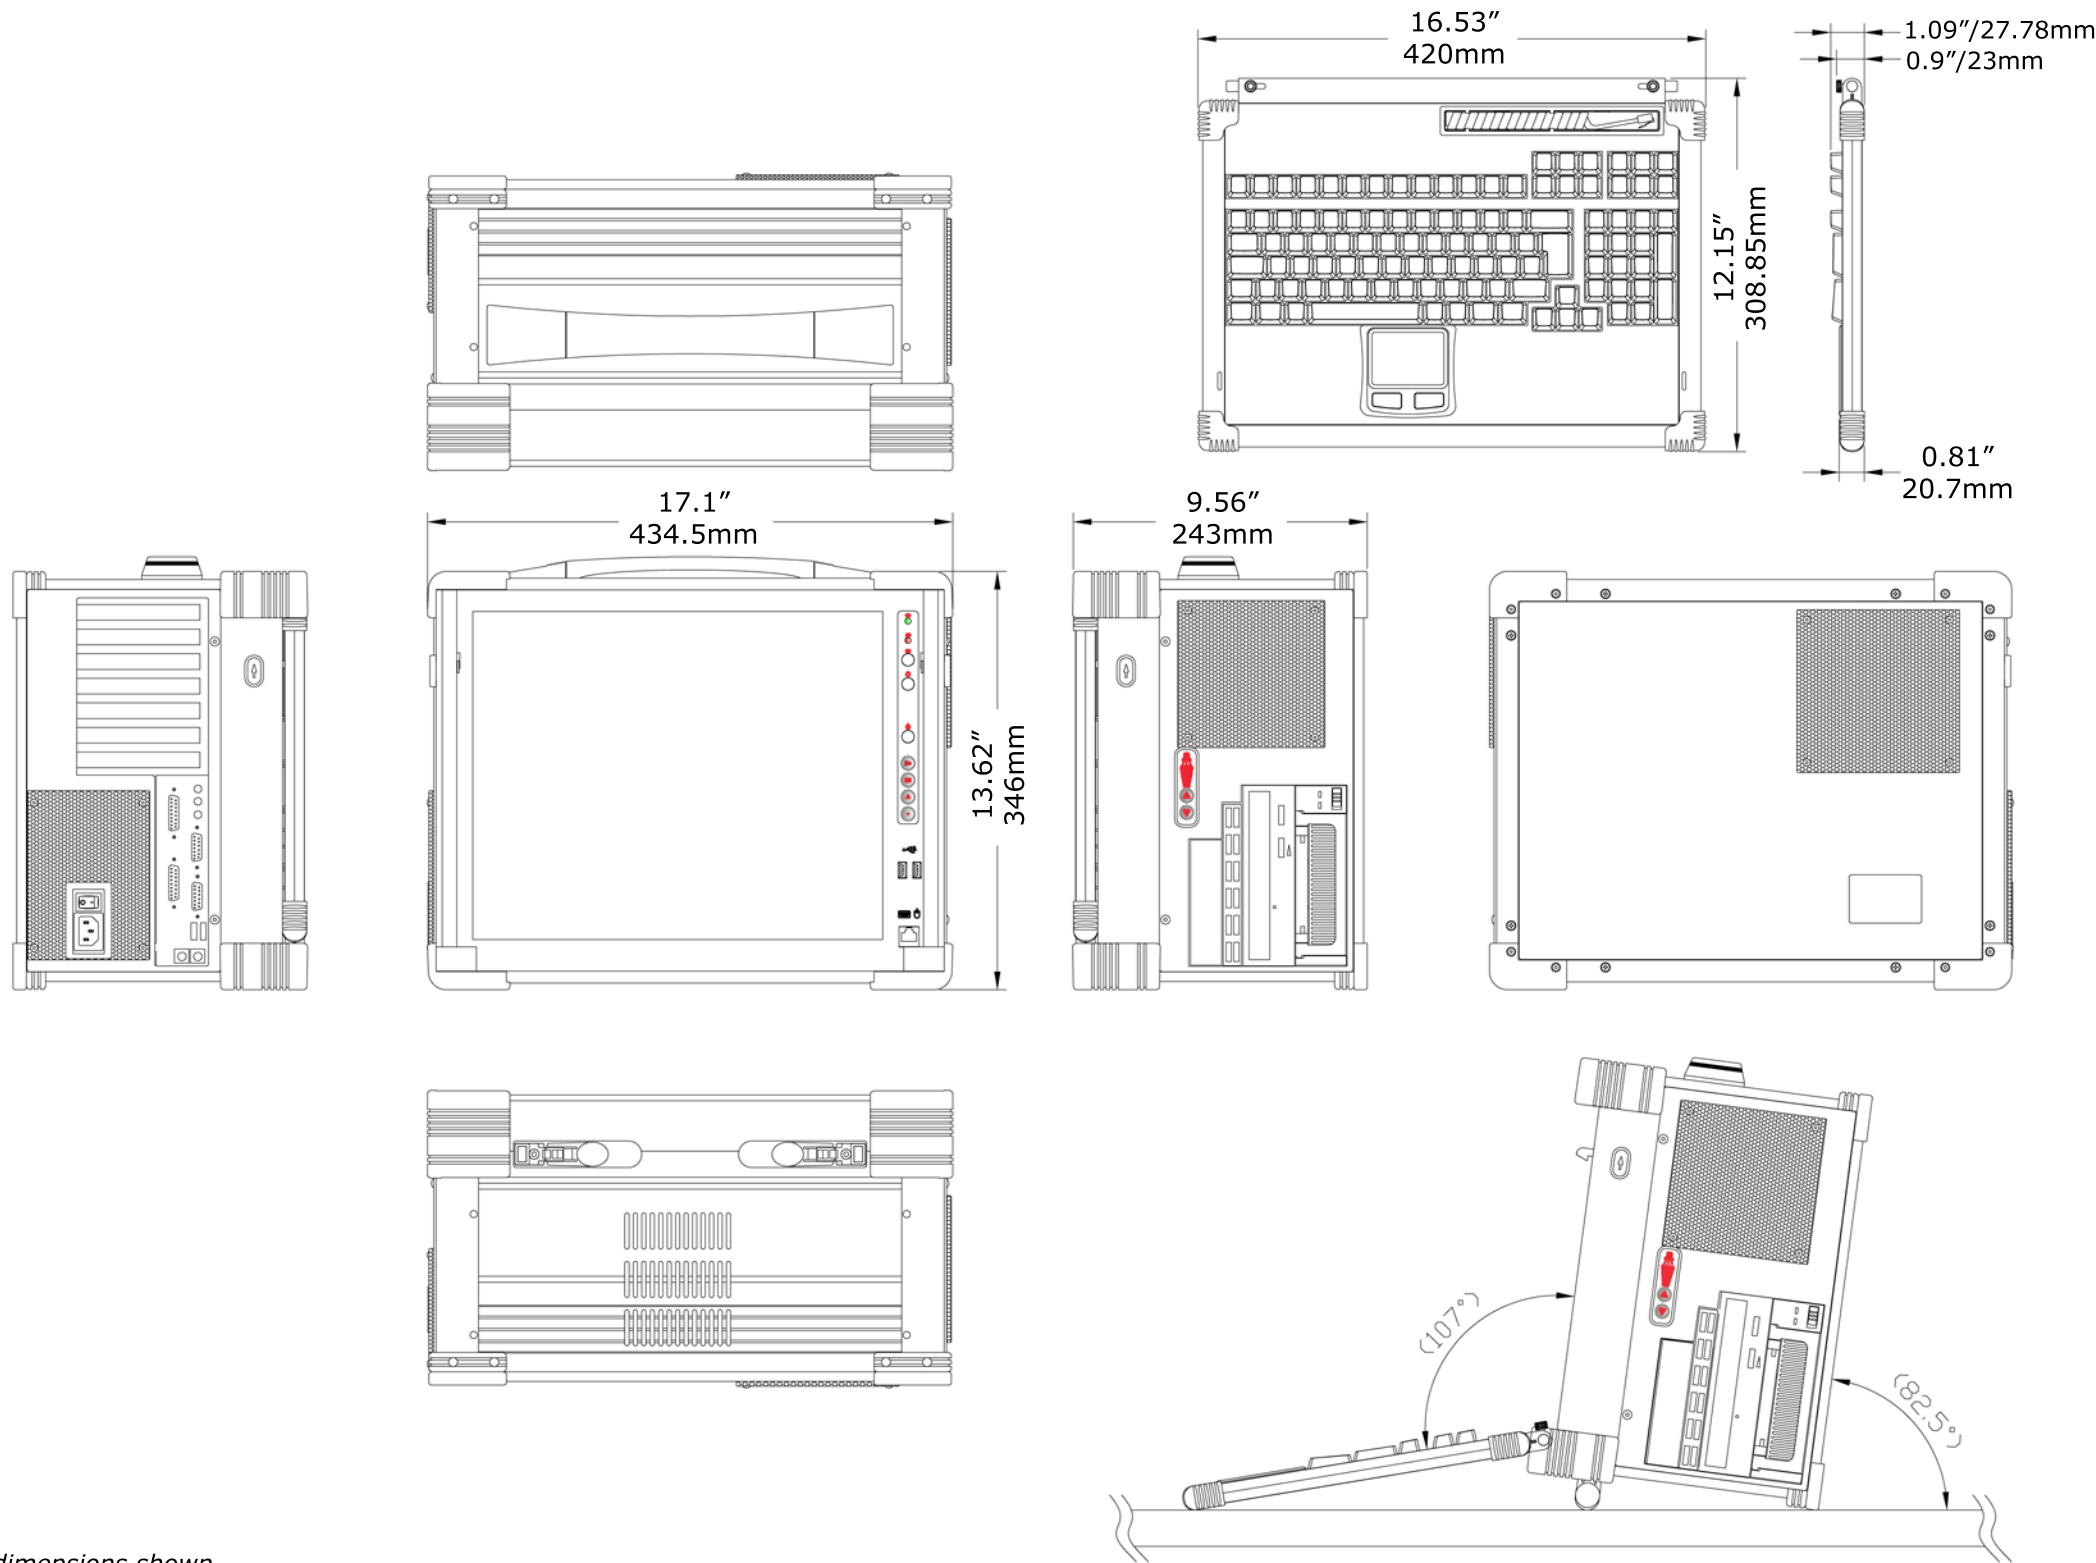 16.53″
420mm
1.09″/27.78mm
0.9″/23mm
12.15″
308.85mm
0.81″
20.7mm
17.1″
434.5mm
9.56″
243mm
13.62″
346mm
(107°)
(82.5°)
dimensions shown